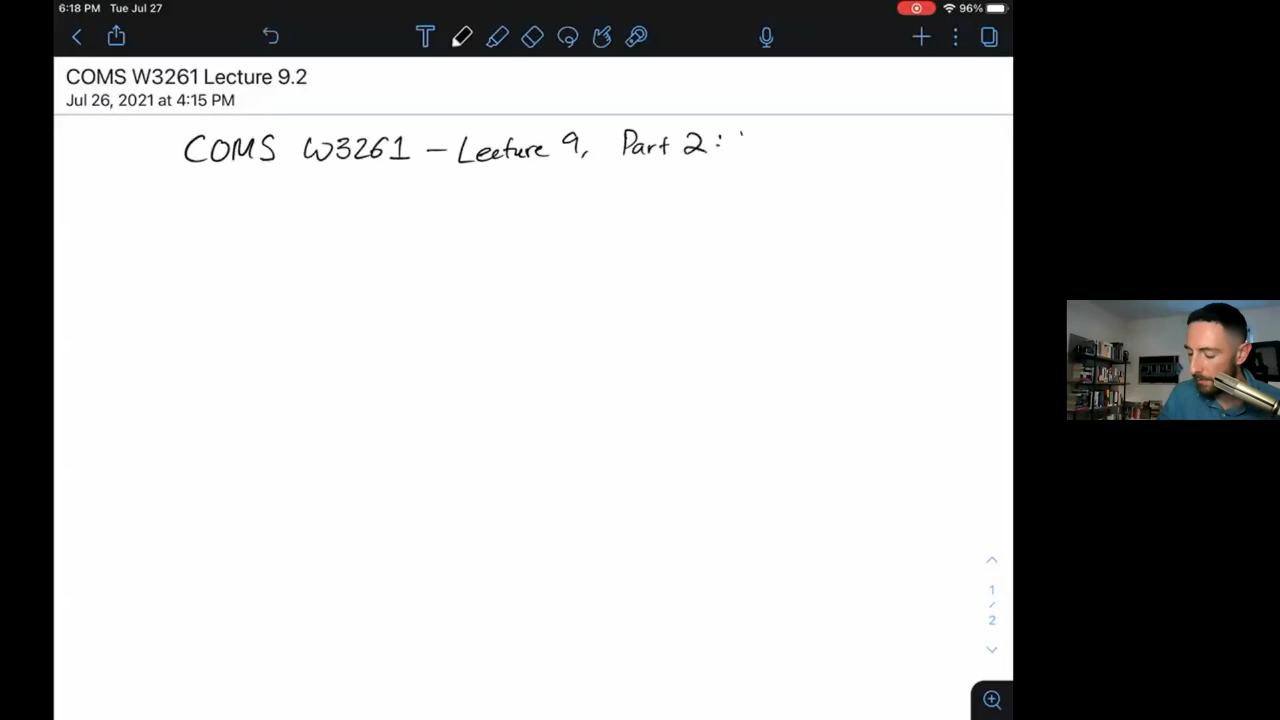 6:18 PM Tue Jul 27
96%
COMS W3261 Lecture 9.2
Jul 26, 2021 at 4:15 PM
COMS W3261 – Lecture 9, Part 2:
1
/
2